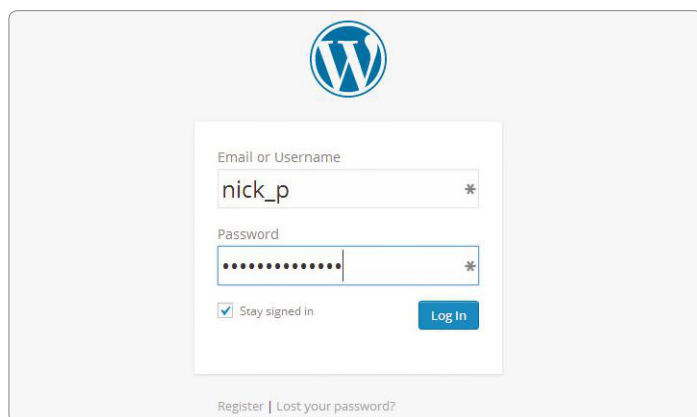 Email or Username
nick_p
*
Password
••••••••••••••
*
Stay signed in
Log In
Register | Lost your password?